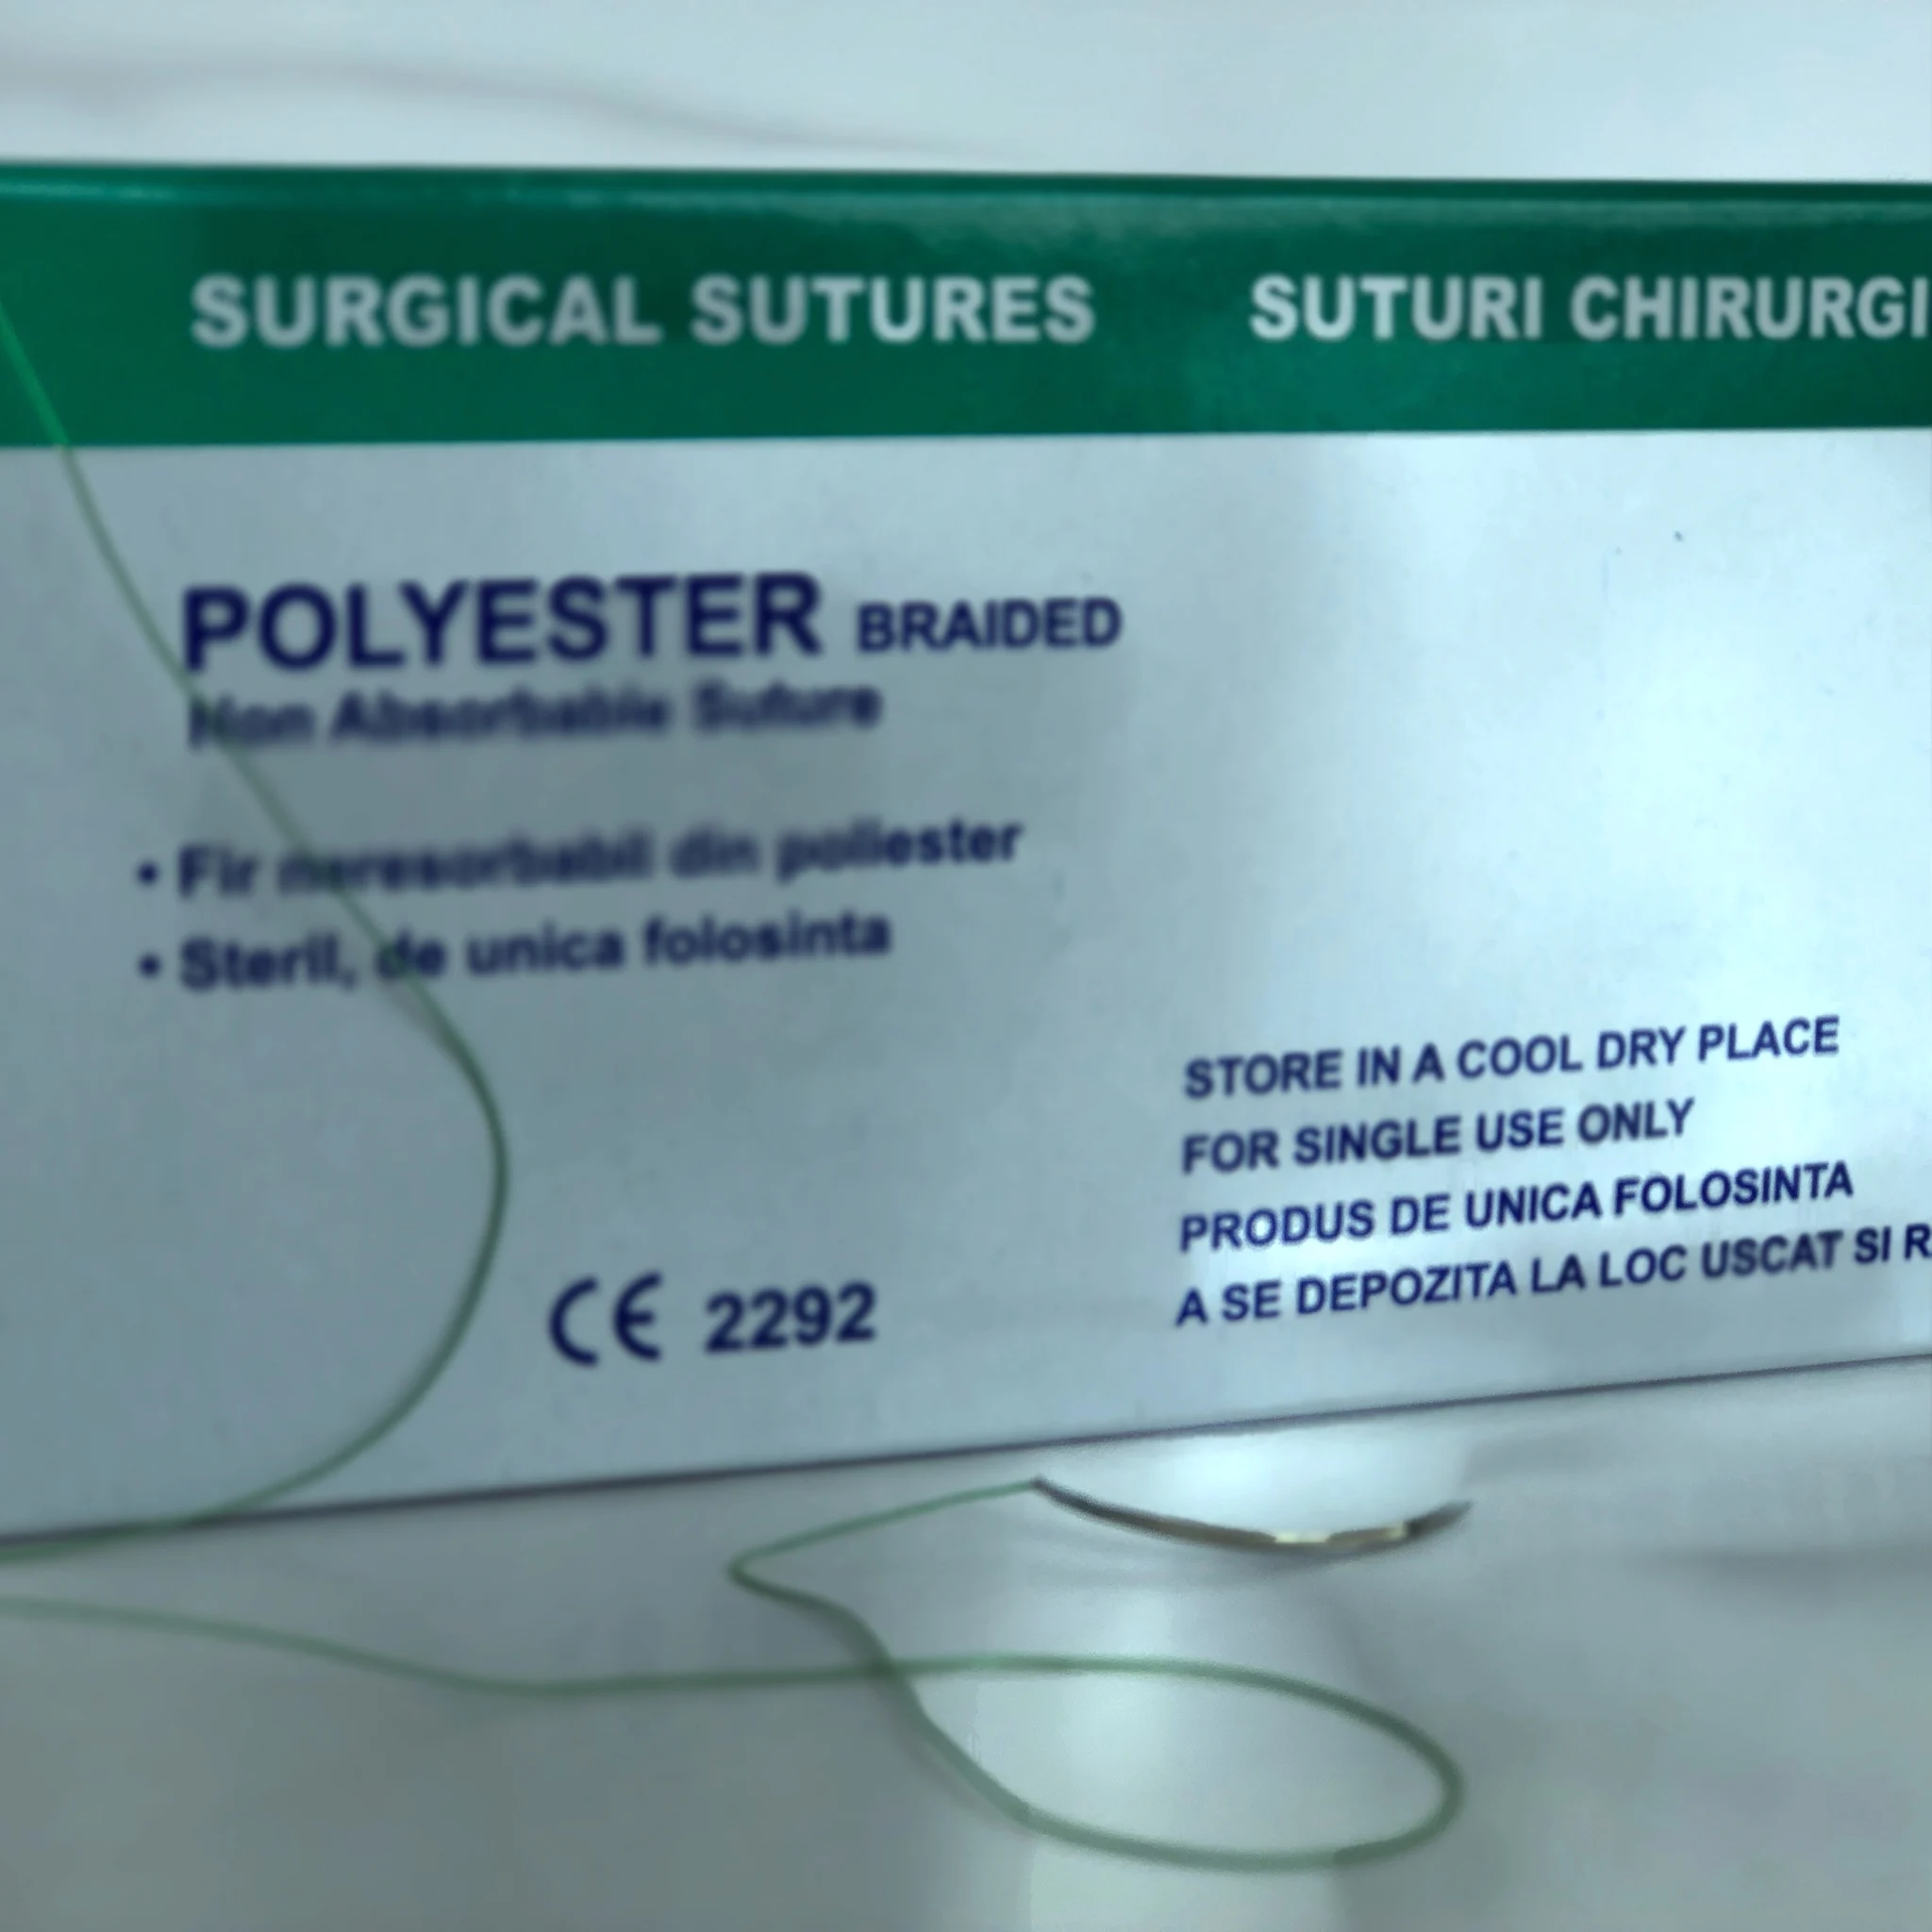 SURGICAL SUTURES SUTURI CHIRURGI
POLYESTER BRAIDED
Non Absorbable Suture
• Fir neresorbabil din poliester
• Steril, de unica folosinta
STORE IN A COOL DRY PLACE
FOR SINGLE USE ONLY
PRODUS DE UNICA FOLOSINTA
A SE DEPOZITA LA LOC USCAT SI R
CE 2292